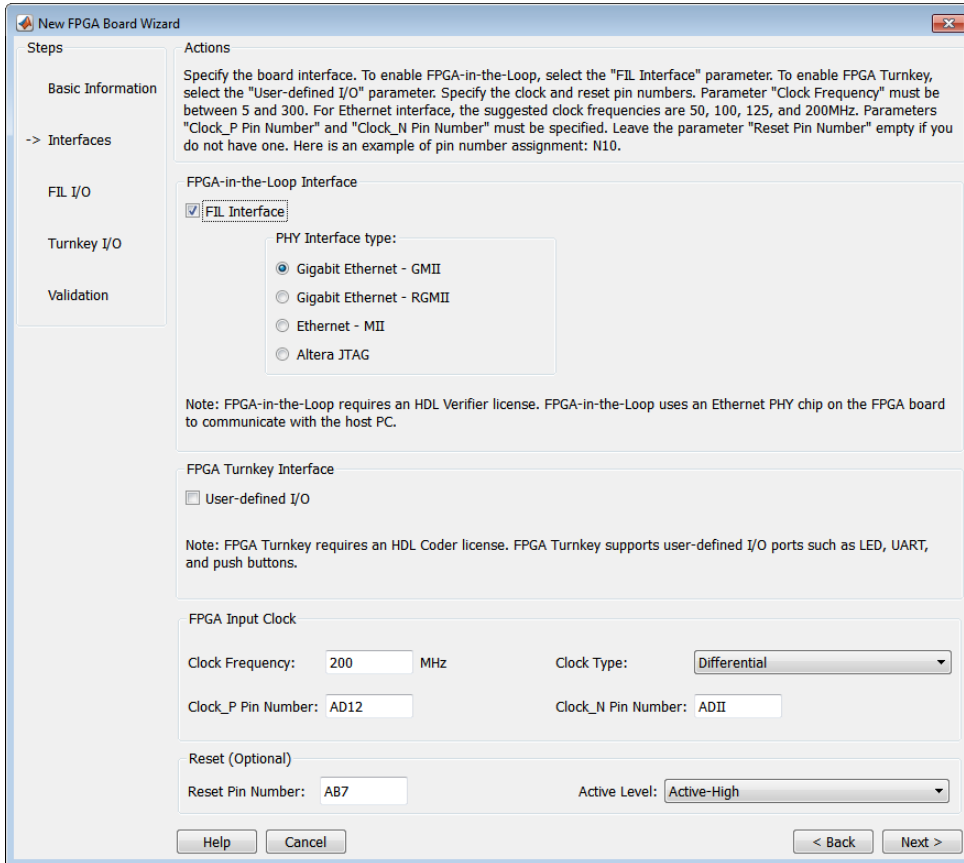 New FPGA Board Wizard
Steps
Basic Information
-> Interfaces
FIL I/O
Turnkey I/O
Validation
Actions
Specify the board interface. To enable FPGA-in-the-Loop, select the "FIL Interface" parameter. To enable FPGA Turnkey,
select the "User-defined I/O" parameter. Specify the clock and reset pin numbers. Parameter "Clock Frequency" must be
between 5 and 300. For Ethernet interface, the suggested clock frequencies are 50, 100, 125, and 200MHz. Parameters
"Clock_P Pin Number" and "Clock_N Pin Number" must be specified. Leave the parameter "Reset Pin Number" empty if you
do not have one. Here is an example of pin number assignment: N10.
FPGA-in-the-Loop Interface
FIL Interface
PHY Interface type:
Gigabit Ethernet - GMII
Gigabit Ethernet - RGMII
Ethernet - MII
Altera JTAG
Note: FPGA-in-the-Loop requires an HDL Verifier license. FPGA-in-the-Loop uses an Ethernet PHY chip on the FPGA board
to communicate with the host PC.
FPGA Turnkey Interface
User-defined I/O
Note: FPGA Turnkey requires an HDL Coder license. FPGA Turnkey supports user-defined I/O ports such as LED, UART,
and push buttons.
FPGA Input Clock
Clock Frequency: 200 MHz Clock Type: Differential
Clock_P Pin Number: AD12 Clock_N Pin Number: ADII
Reset (Optional)
Reset Pin Number: AB7 Active Level: Active-High
Help Cancel < Back Next >